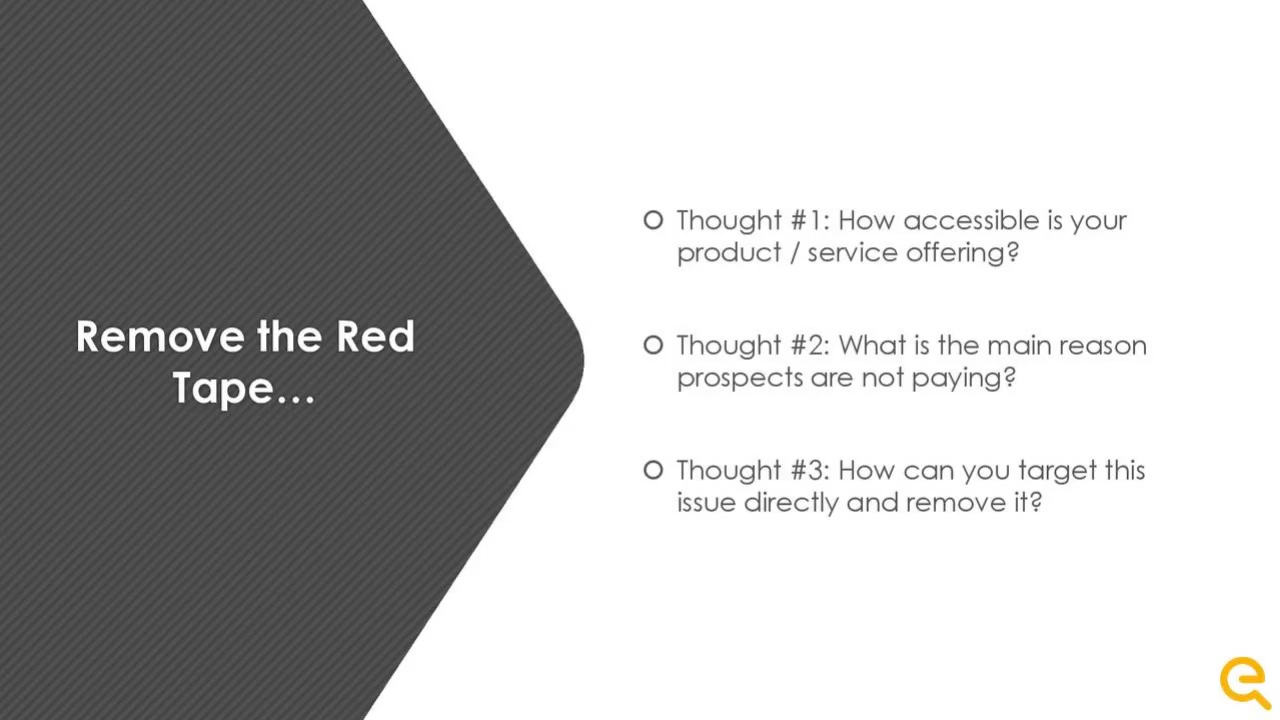 Remove the Red
Tape...
Thought #1: How accessible is your
product / service offering?
Thought #2: What is the main reason
prospects are not paying?
Thought #3: How can you target this
issue directly and remove it?